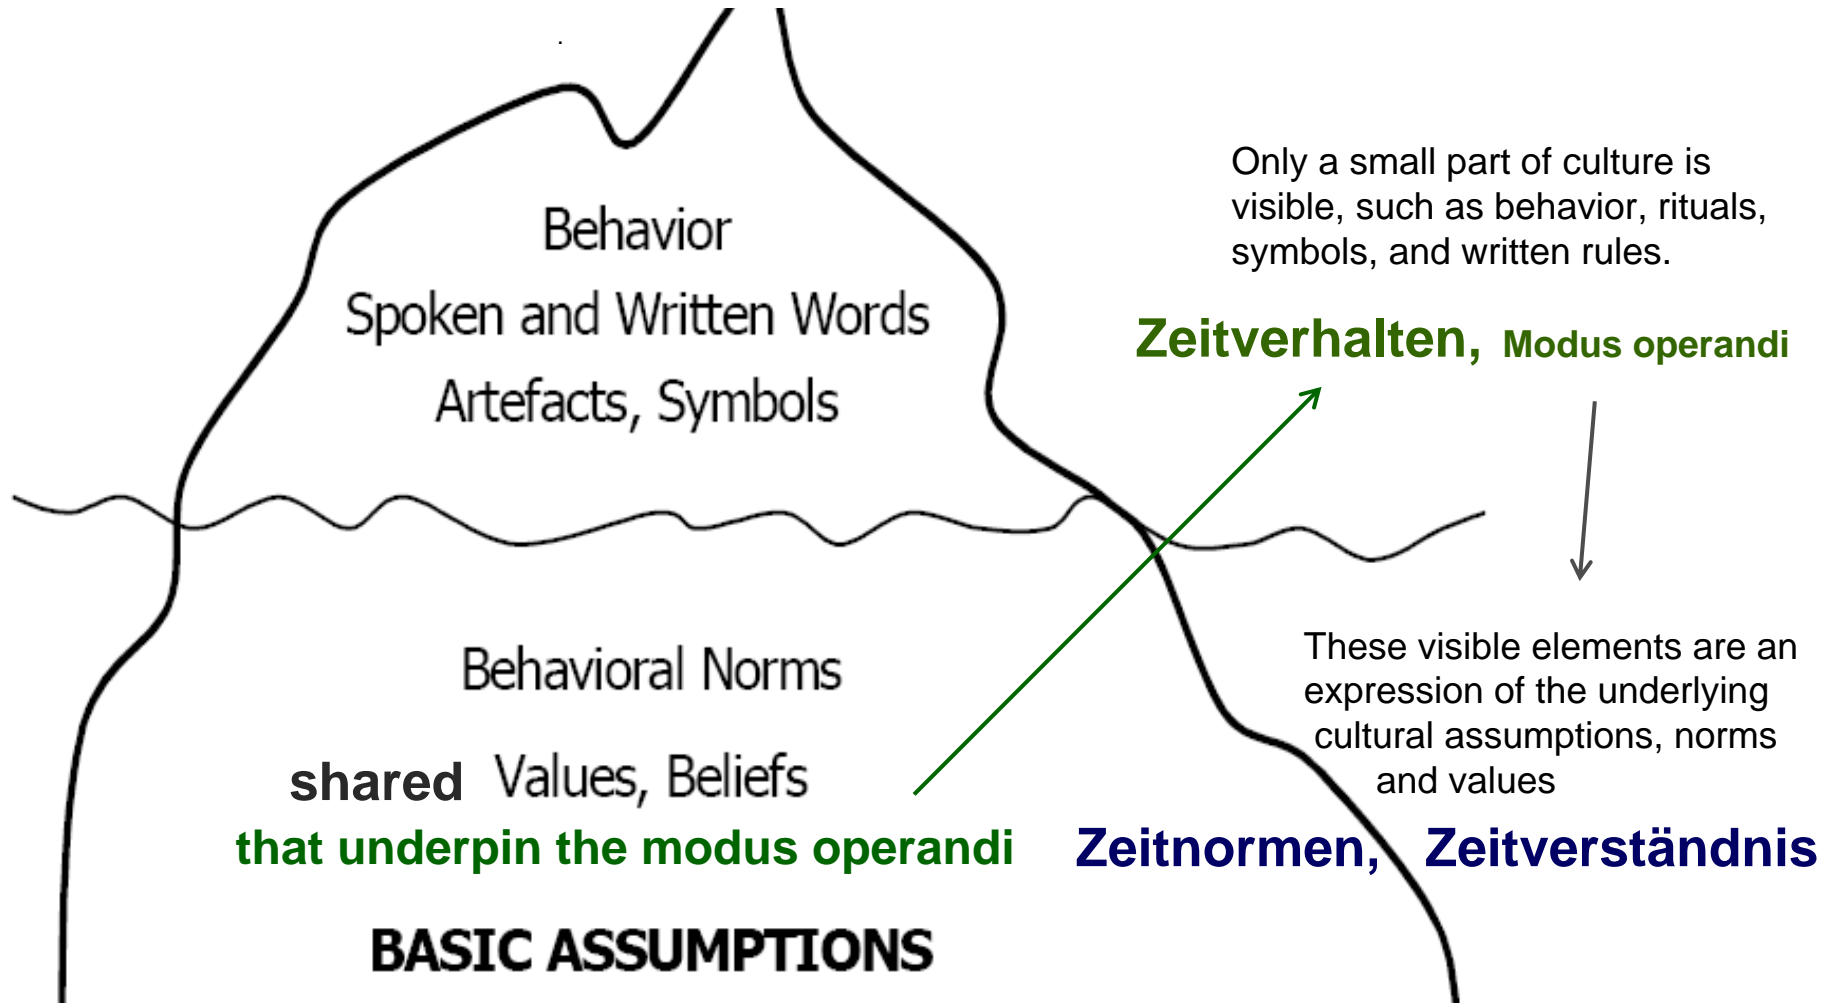 Only a small part of culture is
visible, such as behavior, rituals,
symbols, and written rules.
Behavior
Spoken and Written Words
Artefacts, Symbols
Zeitverhalten, Modus operandi
These visible elements are an
expression of the underlying
cultural assumptions, norms
and values
Behavioral Norms
shared Values, Beliefs
that underpin the modus operandi
Zeitnormen, Zeitverständnis
BASIC ASSUMPTIONS